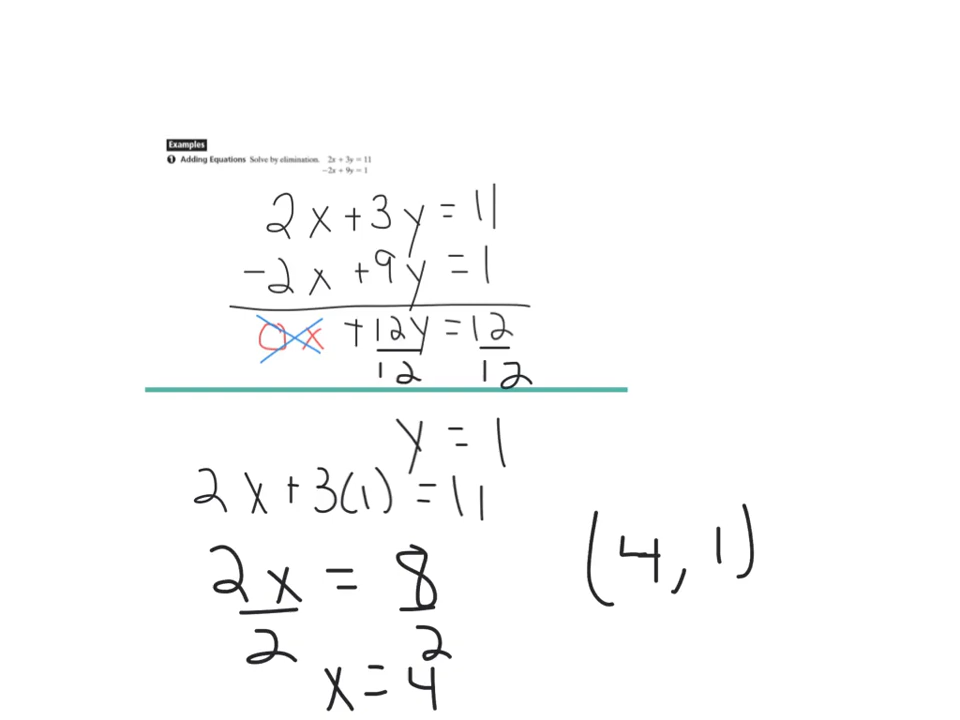 Examples
1 Adding Equations Solve by elimination. 2x + 3y = 11
−2x + 9y = 1
2x + 3y = 11
−2x + 9y = 1
0x + 12y = 12
12 12
y = 1
2x + 3(1) = 11
2x = 8
2 2
x = 4
(4, 1)